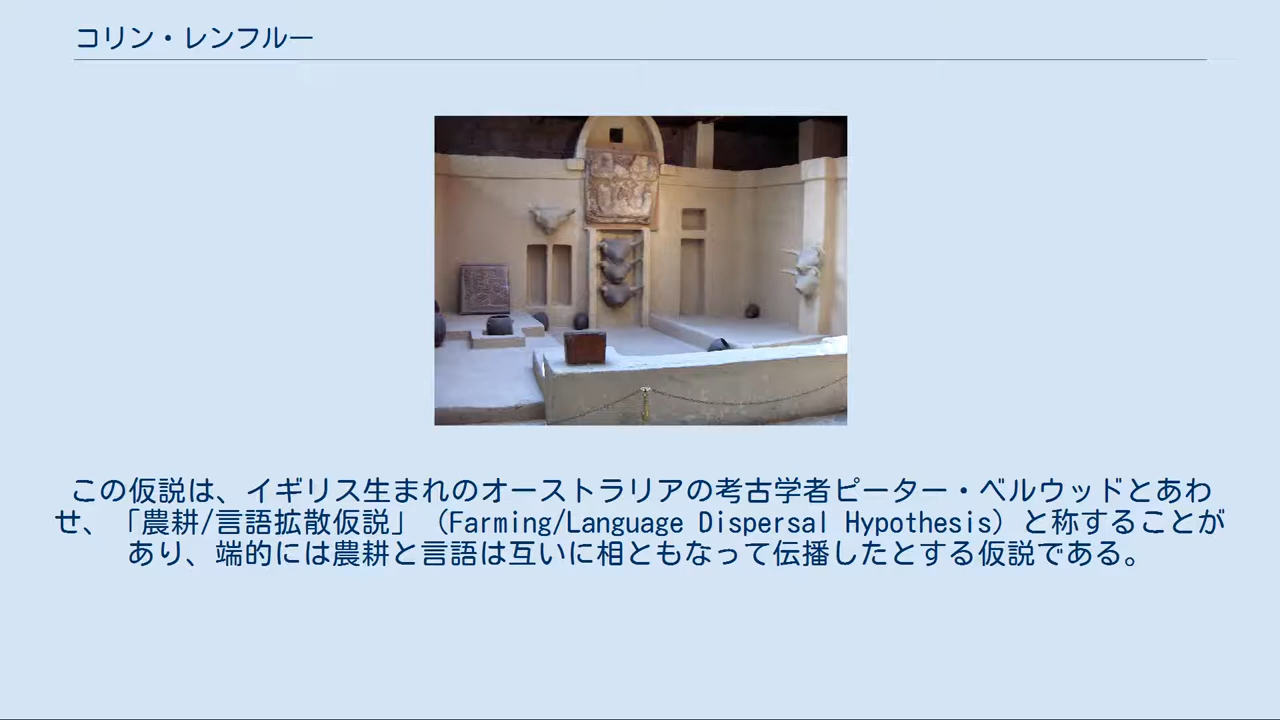 コリン・レンフルー
この仮説は、イギリス生まれのオーストラリアの考古学者ピーター・ベルウッドとあわ
せ、「農耕/言語拡散仮説」（Farming/Language Dispersal Hypothesis）と称することが
あり、端的には農耕と言語は互いに相ともなって伝播したとする仮説である。